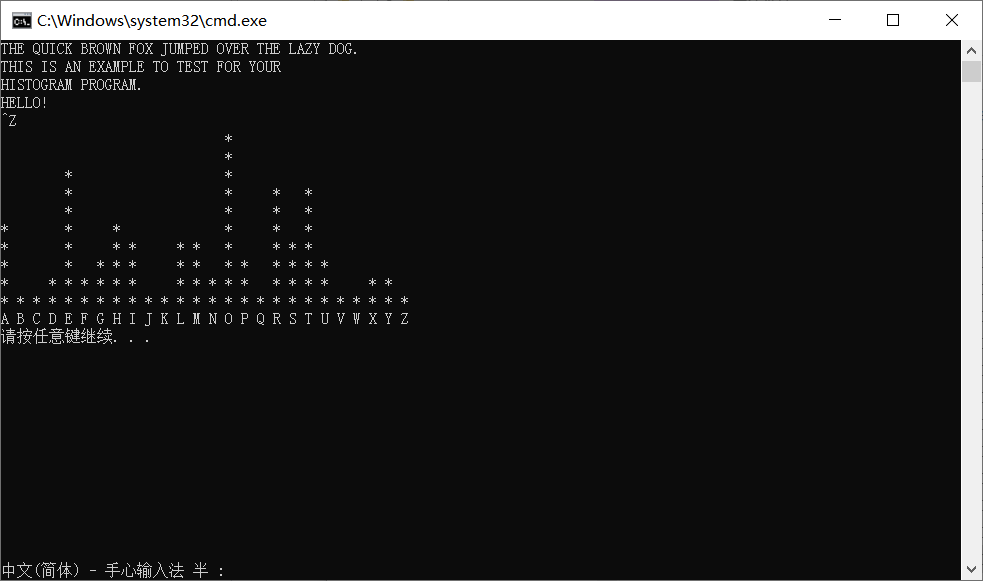 C:\Windows\system32\cmd.exe
THE QUICK BROWN FOX JUMPED OVER THE LAZY DOG.
THIS IS AN EXAMPLE TO TEST FOR YOUR
HISTOGRAM PROGRAM.
HELLO!
^Z
                            *
                            *
        *                   *
        *                   *     *   *
        *                   *     *   *
*       *     *             *     *   *
*       *     * *     * *   *     * * *
*       *   * * *     * *   * *   * * * *
*     * * * * * *     * * * * *   * * * *     * *
* * * * * * * * * * * * * * * * * * * * * * * * * *
A B C D E F G H I J K L M N O P Q R S T U V W X Y Z
请按任意键继续. . .
中文(简体) - 手心输入法 半 :